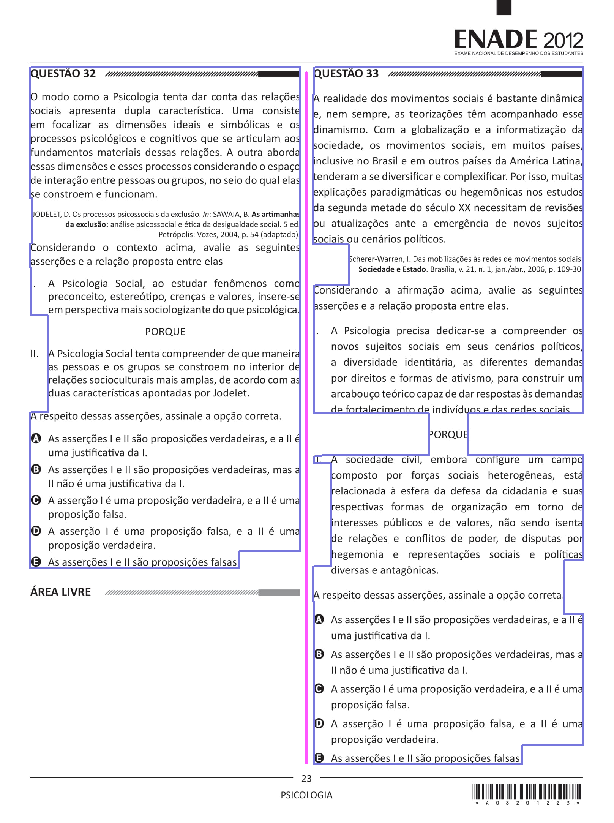 ENADE 2012
EXAME NACIONAL DE DESEMPENHO DOS ESTUDANTES
QUESTÃO 32
O modo como a Psicologia tenta dar conta das relações
sociais apresenta dupla característica. Uma consiste
em focalizar as dimensões ideais e simbólicas e os
processos psicológicos e cognitivos que se articulam aos
fundamentos materiais dessas relações. A outra aborda
essas dimensões e esses processos considerando o espaço
de interação entre pessoas ou grupos, no seio do qual elas
se constroem e funcionam.
JODELET, D. Os processos psicossociais da exclusão. In: SAWAIA, B. As artimanhas
da exclusão: análise psicossocial e ética da desigualdade social. 5 ed.
Petrópolis: Vozes, 2004, p. 54 (adaptado).
Considerando o contexto acima, avalie as seguintes
asserções e a relação proposta entre elas
I. A Psicologia Social, ao estudar fenômenos como
preconceito, estereótipo, crenças e valores, insere-se
em perspectiva mais sociologizante do que psicológica.
PORQUE
II. A Psicologia Social tenta compreender de que maneira
as pessoas e os grupos se constroem no interior de
relações socioculturais mais amplas, de acordo com as
duas características apontadas por Jodelet.
A respeito dessas asserções, assinale a opção correta.
A As asserções I e II são proposições verdadeiras, e a II é
uma justificativa da I.
B As asserções I e II são proposições verdadeiras, mas a
II não é uma justificativa da I.
C A asserção I é uma proposição verdadeira, e a II é uma
proposição falsa.
D A asserção I é uma proposição falsa, e a II é uma
proposição verdadeira.
E As asserções I e II são proposições falsas.
ÁREA LIVRE
QUESTÃO 33
A realidade dos movimentos sociais é bastante dinâmica
e, nem sempre, as teorizações têm acompanhado esse
dinamismo. Com a globalização e a informatização da
sociedade, os movimentos sociais, em muitos países,
inclusive no Brasil e em outros países da América Latina,
tenderam a se diversificar e complexificar. Por isso, muitas
explicações paradigmáticas ou hegemônicas nos estudos
da segunda metade do século XX necessitam de revisões
ou atualizações ante a emergência de novos sujeitos
sociais ou cenários políticos.
Scherer-Warren, I. Das mobilizações às redes de movimentos sociais.
Sociedade e Estado. Brasília, v. 21, n. 1, jan./abr., 2006, p. 109-30
Considerando a afirmação acima, avalie as seguintes
asserções e a relação proposta entre elas.
I. A Psicologia precisa dedicar-se a compreender os
novos sujeitos sociais em seus cenários políticos,
a diversidade identitária, as diferentes demandas
por direitos e formas de ativismo, para construir um
arcabouço teórico capaz de dar respostas às demandas
de fortalecimento de indivíduos e das redes sociais.
PORQUE
II. A sociedade civil, embora configure um campo
composto por forças sociais heterogêneas, está
relacionada à esfera da defesa da cidadania e suas
respectivas formas de organização em torno de
interesses públicos e de valores, não sendo isenta
de relações e conflitos de poder, de disputas por
hegemonia e representações sociais e políticas
diversas e antagônicas.
A respeito dessas asserções, assinale a opção correta.
A As asserções I e II são proposições verdadeiras, e a II é
uma justificativa da I.
B As asserções I e II são proposições verdadeiras, mas a
II não é uma justificativa da I.
C A asserção I é uma proposição verdadeira, e a II é uma
proposição falsa.
D A asserção I é uma proposição falsa, e a II é uma
proposição verdadeira.
E As asserções I e II são proposições falsas.
23
PSICOLOGIA
* A 0 8 2 0 1 2 2 3 *